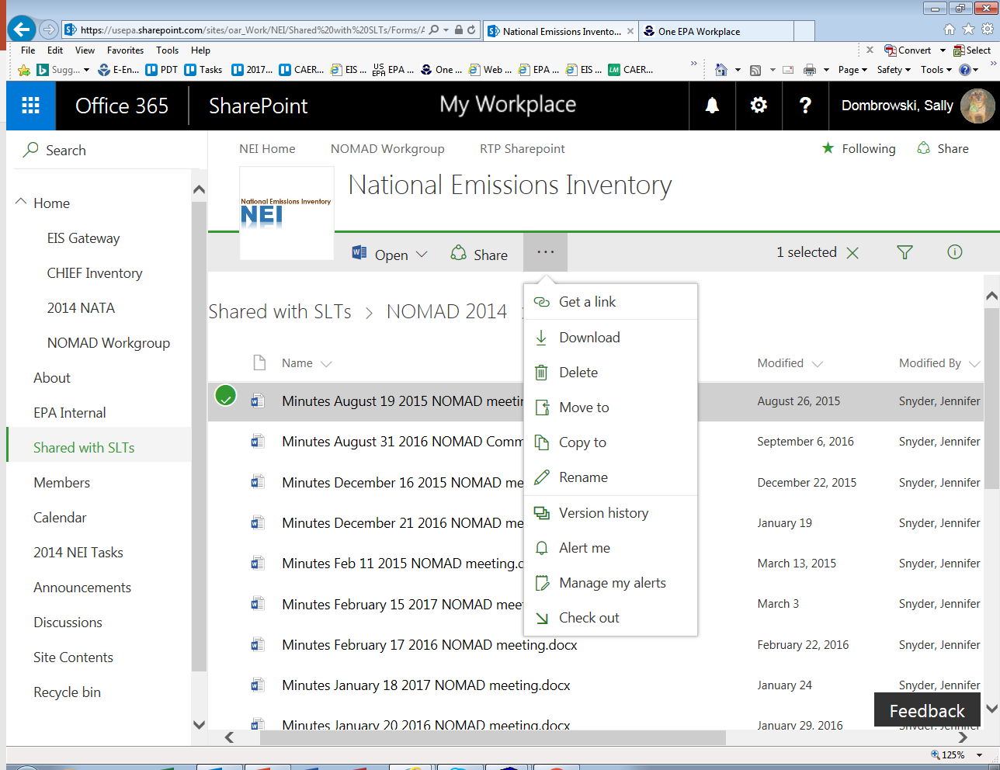 https://usepa.sharepoint.com/sites/oar_Work/NEI/Shared%20with%20SLTs/Forms/A
National Emissions Invento...
One EPA Workplace
File Edit View Favorites Tools Help
Convert Select
Sugg... E-En... PDT Tasks 2017... CAER... EIS ... US EPA EPA ... One ... Web ... EPA ... EIS ... LM CAER... Page Safety Tools
Office 365 SharePoint My Workplace Dombrowski, Sally
Search
NEI Home NOMAD Workgroup RTP Sharepoint Following Share
National Emissions Inventory
National Emissions Inventory
NEI
Open Share ... 1 selected
Home
EIS Gateway
CHIEF Inventory
2014 NATA
NOMAD Workgroup
About
EPA Internal
Shared with SLTs
Members
Calendar
2014 NEI Tasks
Announcements
Discussions
Site Contents
Recycle bin
Shared with SLTs > NOMAD 2014
Name Modified Modified By
Minutes August 19 2015 NOMAD meetin August 26, 2015 Snyder, Jennifer
Minutes August 31 2016 NOMAD Comm September 6, 2016 Snyder, Jennifer
Minutes December 16 2015 NOMAD me December 22, 2015 Snyder, Jennifer
Minutes December 21 2016 NOMAD me January 19 Snyder, Jennifer
Minutes Feb 11 2015 NOMAD meeting.d March 13, 2015 Snyder, Jennifer
Minutes February 15 2017 NOMAD meet March 3 Snyder, Jennifer
Minutes February 17 2016 NOMAD meeting.docx February 22, 2016 Snyder, Jennifer
Minutes January 18 2017 NOMAD meeting.docx January 24 Snyder, Jennifer
Minutes January 20 2016 NOMAD meeting.docx January 29, 2016
Get a link
Download
Delete
Move to
Copy to
Rename
Version history
Alert me
Manage my alerts
Check out
Feedback
125%